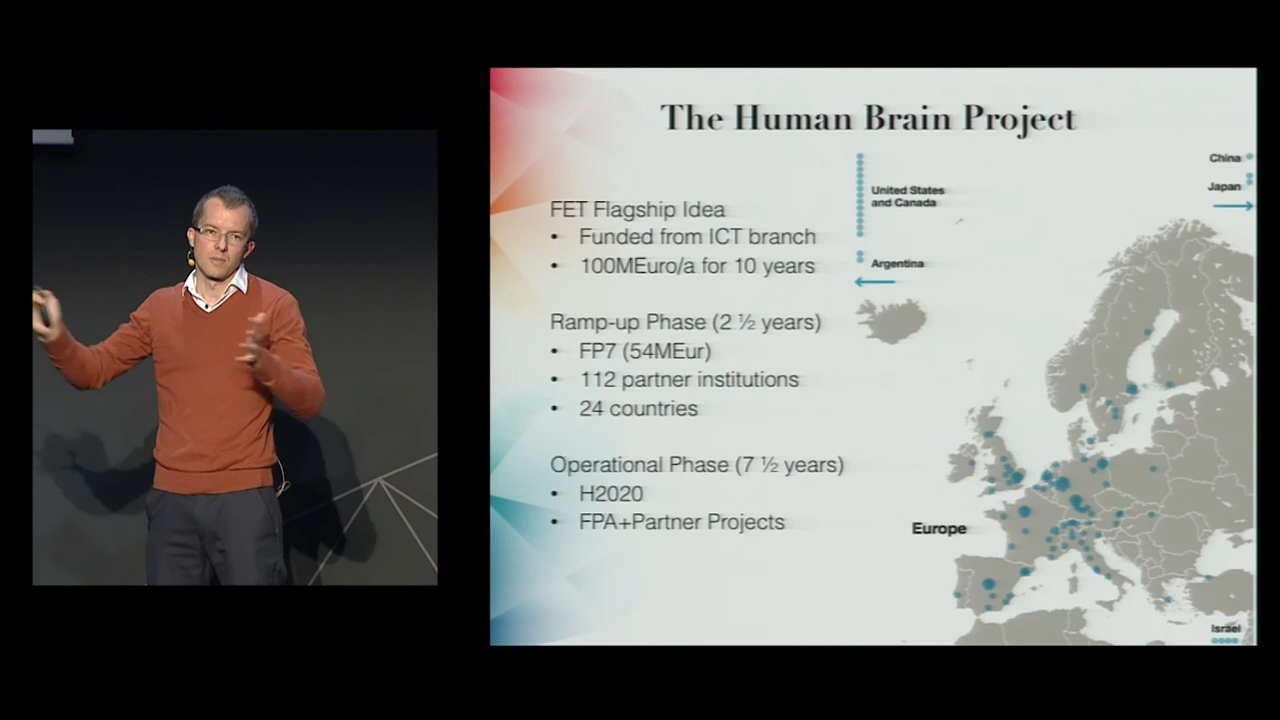 The Human Brain Project
FET Flagship Idea
• Funded from ICT branch
• 100MEuro/a for 10 years
Ramp-up Phase (2 ½ years)
• FP7 (54MEur)
• 112 partner institutions
• 24 countries
Operational Phase (7 ½ years)
• H2020
• FPA+Partner Projects
United States
and Canada
Argentina
China
Japan
Europe
Israel